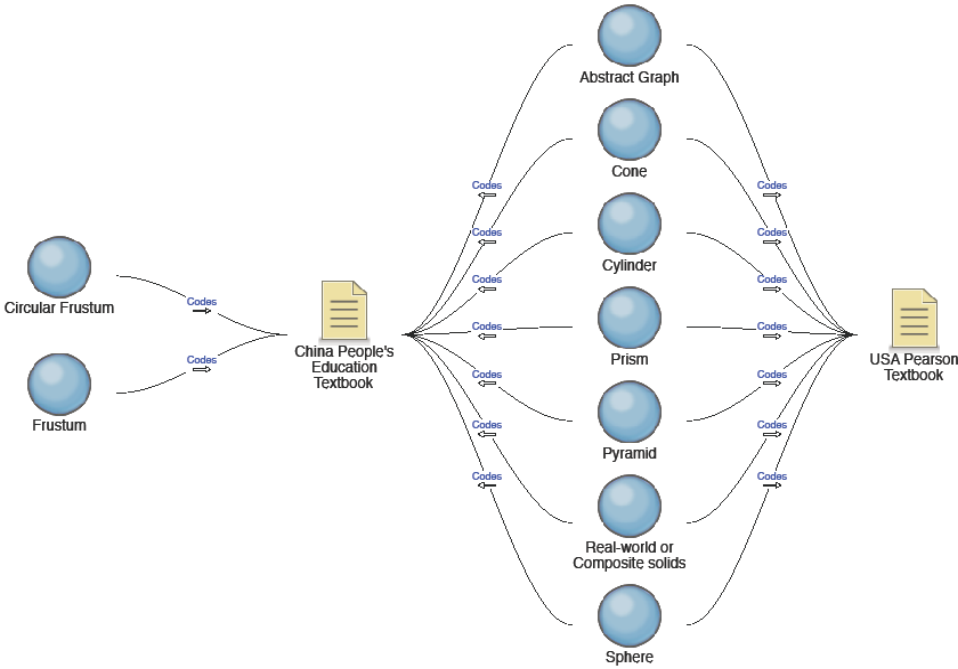 Abstract Graph
Codes
Codes
Cone
Codes
Codes
Cylinder
Codes
Codes
Circular Frustum
Codes
Prism
Codes
Codes
China People's
Education
Textbook
USA Pearson
Textbook
Codes
Frustum
Codes
Codes
Pyramid
Codes
Codes
Real-world or
Composite solids
Codes
Codes
Sphere